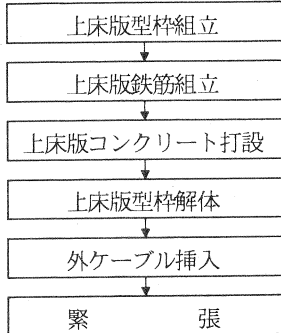 上床版型枠組立
上床版鉄筋組立
上床版コンクリート打設
上床版型枠解体
外ケーブル挿入
緊　　　張